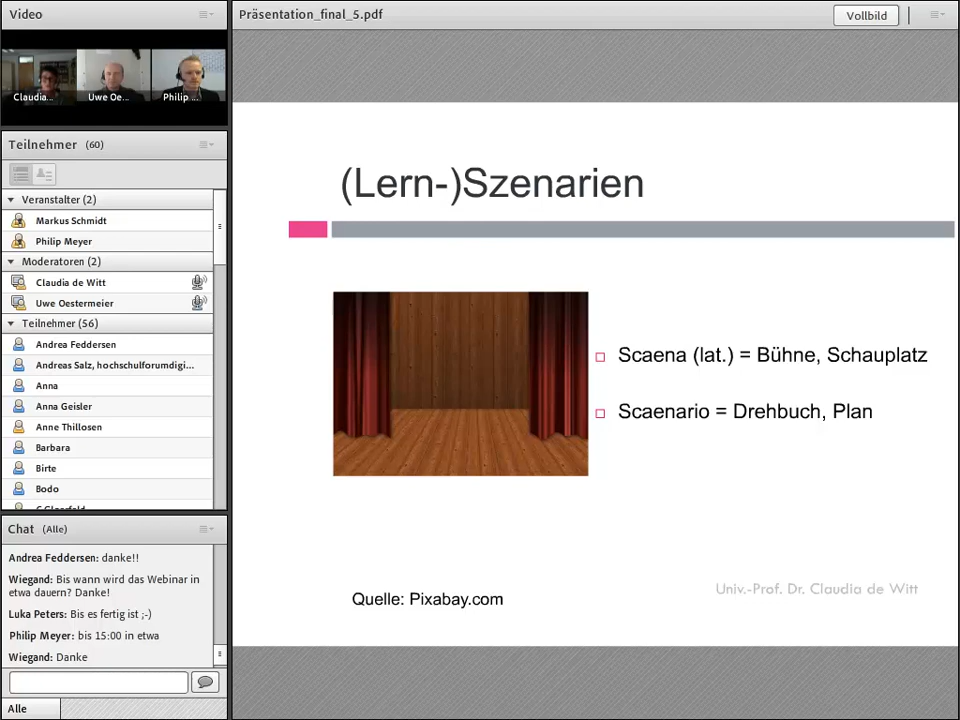 Video
Claudia...
Uwe Oe...
Philip ...
Teilnehmer (60)
Veranstalter (2)
Markus Schmidt
Philip Meyer
Moderatoren (2)
Claudia de Witt
Uwe Oestermeier
Teilnehmer (56)
Andrea Feddersen
Andreas Salz, hochschulforumdigi...
Anna
Anna Geisler
Anne Thillosen
Barbara
Birte
Bodo
Chat (Alle)
Andrea Feddersen: danke!!
Wiegand: Bis wann wird das Webinar in
etwa dauern? Danke!
Luka Peters: Bis es fertig ist ;-)
Philip Meyer: bis 15:00 in etwa
Wiegand: Danke
Alle
Präsentation_final_5.pdf
Vollbild
(Lern-)Szenarien
Scaena (lat.) = Bühne, Schauplatz
Scaenario = Drehbuch, Plan
Quelle: Pixabay.com
Univ.-Prof. Dr. Claudia de Witt